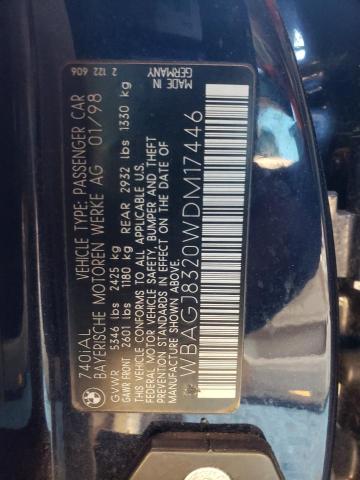 740iAL
VEHICLE TYPE: PASSENGER CAR
BAYERISCHE MOTOREN WERKE AG 01/98
GVWR 5346 lbs 2425 kg
GAWR FRONT 2601 lbs 1180 kg REAR 2932 lbs 1330 kg
THIS VEHICLE CONFORMS TO ALL APPLICABLE U.S.
FEDERAL MOTOR VEHICLE SAFETY, BUMPER AND THEFT
PREVENTION STANDARDS IN EFFECT ON THE
DATE OF MANUFACTURE SHOWN ABOVE.
WBAGJ8320WDM17446
2 122 606
MADE IN
GERMANY